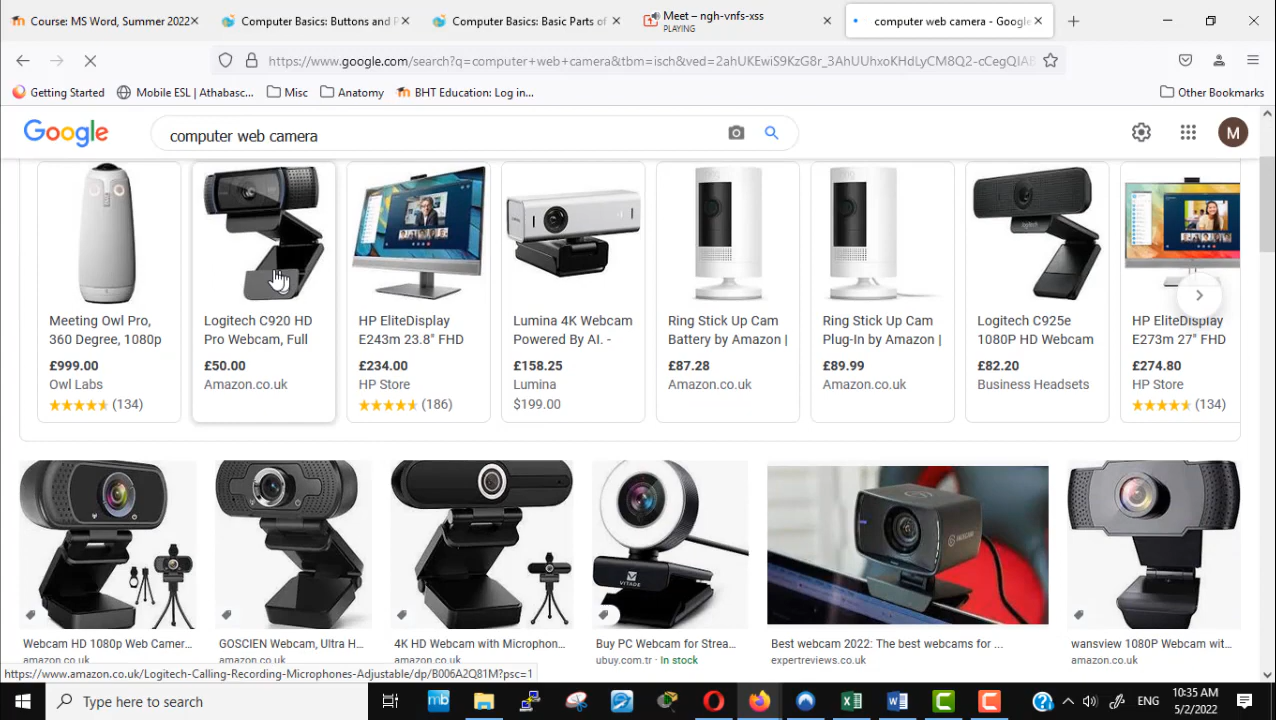 Course: MS Word, Summer 2022
Computer Basics: Buttons and P
Computer Basics: Basic Parts of
Meet – ngh-vnfs-xss
PLAYING
computer web camera - Google
https://www.google.com/search?q=computer+web+camera&tbm=isch&ved=2ahUKEwiS9KzG8r_3AhUUhxoKHdLyCM8Q2-cCegQIAB
Getting Started
Mobile ESL | Athabasc...
Misc
Anatomy
BHT Education: Log in...
Other Bookmarks
Google
computer web camera
M
Meeting Owl Pro,
360 Degree, 1080p
£999.00
Owl Labs
(134)
Logitech C920 HD
Pro Webcam, Full
£50.00
Amazon.co.uk
HP EliteDisplay
E243m 23.8" FHD
£234.00
HP Store
(186)
Lumina 4K Webcam
Powered By AI. -
£158.25
Lumina
$199.00
Ring Stick Up Cam
Battery by Amazon |
£87.28
Amazon.co.uk
Ring Stick Up Cam
Plug-In by Amazon |
£89.99
Amazon.co.uk
Logitech C925e
1080P HD Webcam
£82.20
Business Headsets
HP EliteDisplay
E273m 27" FHD
£274.80
HP Store
(134)
VITADE
Webcam HD 1080p Web Camer...
amazon.co.uk
GOSCIEN Webcam, Ultra H...
amazon.co.uk
4K HD Webcam with Microphon...
amazon.co.uk
Buy PC Webcam for Strea...
ubuy.com.tr · In stock
Best webcam 2022: The best webcams for ...
expertreviews.co.uk
wansview 1080P Webcam wit...
amazon.co.uk
https://www.amazon.co.uk/Logitech-Calling-Recording-Microphones-Adjustable/dp/B006A2Q81M?psc=1
Type here to search
mb
ENG
10:35 AM
5/2/2022